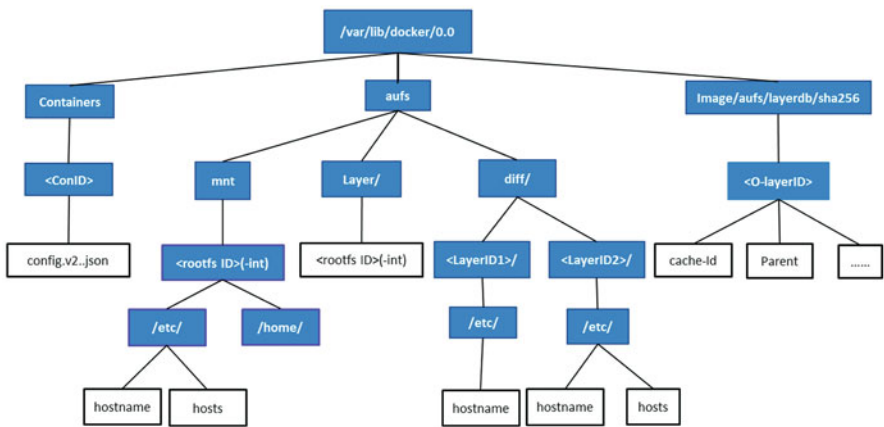 /var/lib/docker/0.0
Containers
aufs
Image/aufs/layerdb/sha256
<ConID>
mnt
Layer/
diff/
<O-layerID>
config.v2..json
<rootfs ID>(-int)
<rootfs ID>(-int)
<LayerID1>/
<LayerID2>/
cache-Id
Parent
......
/etc/
/home/
/etc/
/etc/
hostname
hosts
hostname
hostname
hosts